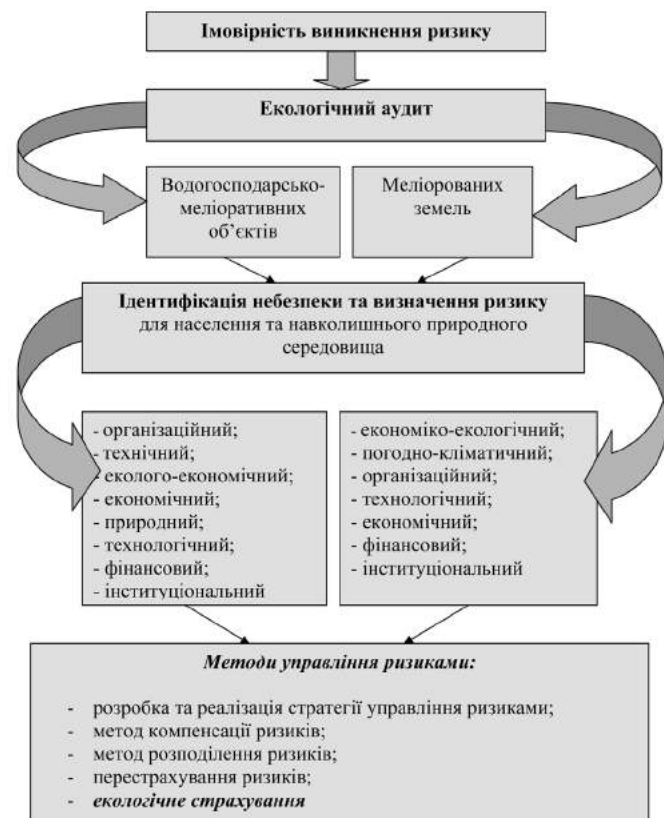 Імовірність виникнення ризику
Екологічний аудит
Водогосподарсько-
меліоративних
об’єктів
Меліорованих
земель
Ідентифікація небезпеки та визначення ризику
для населення та навколишнього природного
середовища
- організаційний;
- технічний;
- еколого-економічний;
- економічний;
- природний;
- технологічний;
- фінансовий;
- інституціональний
- економіко-екологічний;
- погодно-кліматичний;
- організаційний;
- технологічний;
- економічний;
- фінансовий;
- інституціональний
Методи управління ризиками:
- розробка та реалізація стратегії управління ризиками;
- метод компенсації ризиків;
- метод розподілення ризиків;
- перестрахування ризиків;
- екологічне страхування